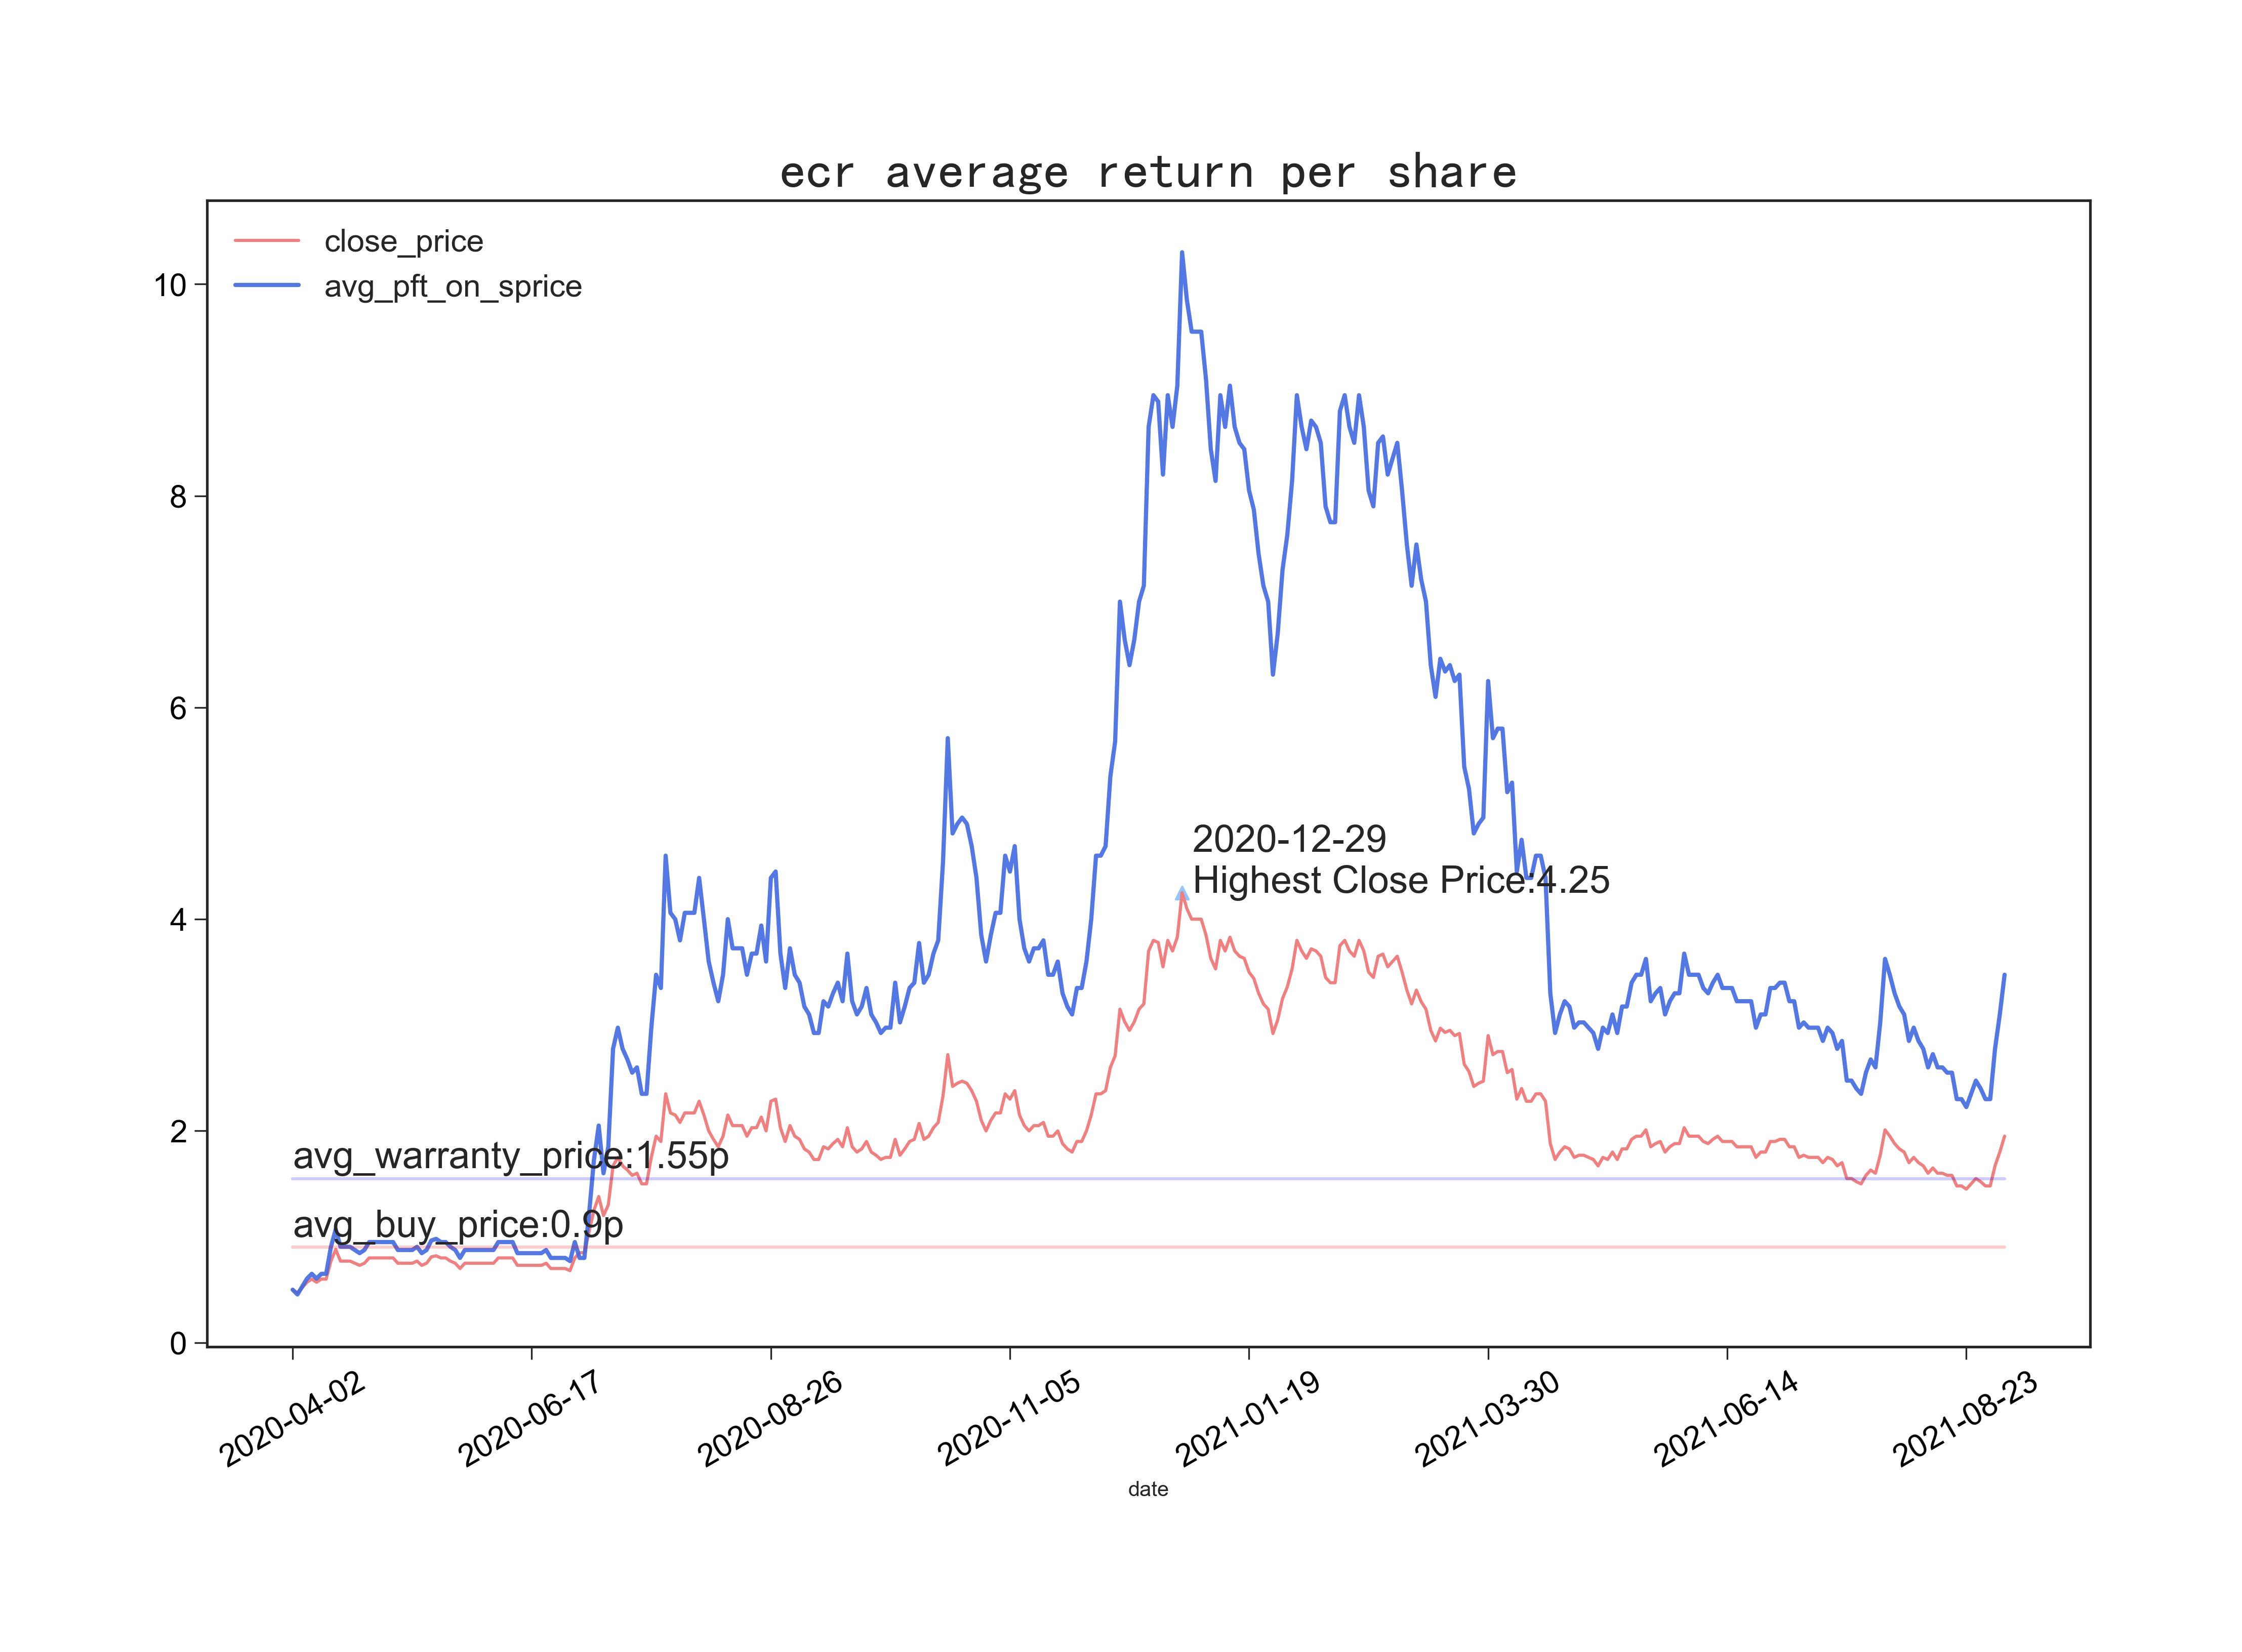 ecr average return per share
close_price
avg_pft_on_sprice
10
8
6
4
2
0
2020-12-29
Highest Close Price:4.25
avg_warranty_price:1.55p
avg_buy_price:0.9p
2020-04-02
2020-06-17
2020-08-26
2020-11-05
2021-01-19
2021-03-30
2021-06-14
2021-08-23
date